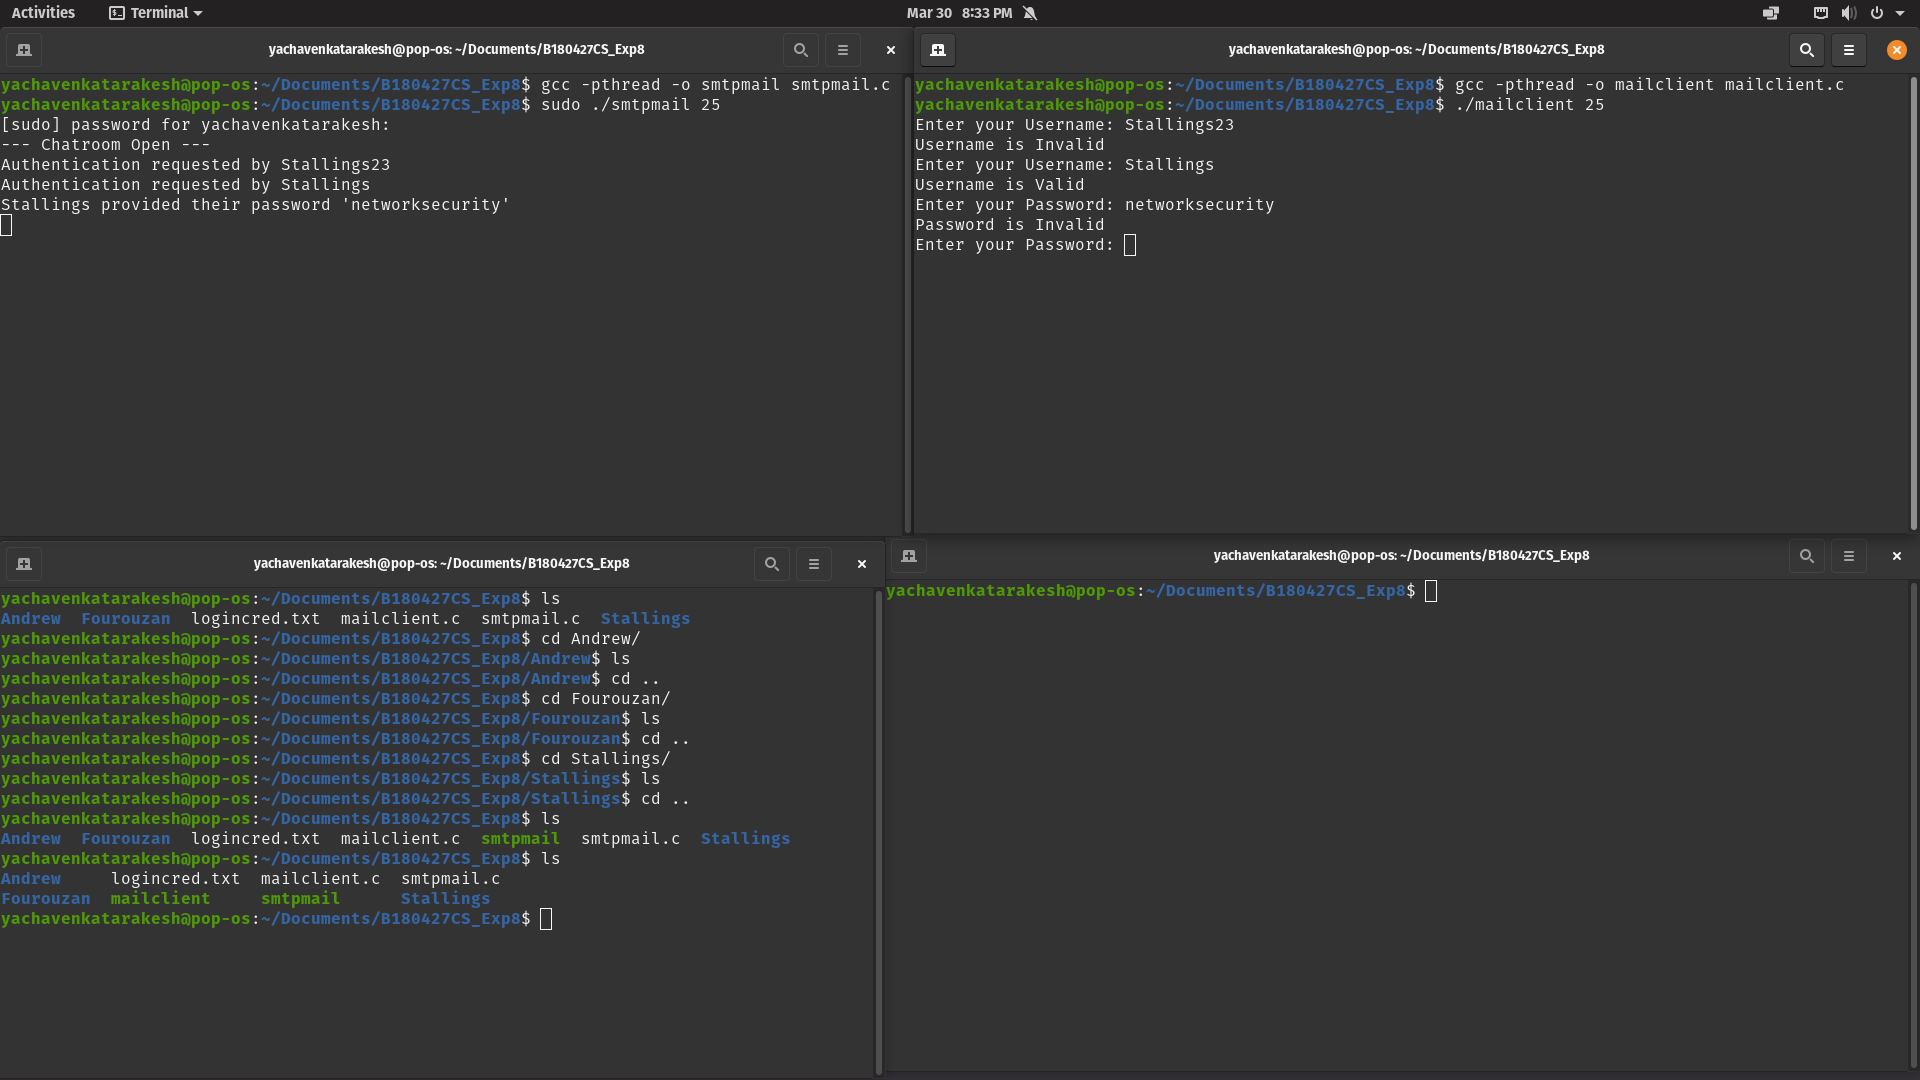 Activities Terminal Mar 30 8:33 PM
yachavenkatarakesh@pop-os: ~/Documents/B180427CS_Exp8
yachavenkatarakesh@pop-os:~/Documents/B180427CS_Exp8$ gcc -pthread -o smtpmail smtpmail.c
yachavenkatarakesh@pop-os:~/Documents/B180427CS_Exp8$ sudo ./smtpmail 25
[sudo] password for yachavenkatarakesh:
--- Chatroom Open ---
Authentication requested by Stallings23
Authentication requested by Stallings
Stallings provided their password 'networksecurity'
yachavenkatarakesh@pop-os: ~/Documents/B180427CS_Exp8
yachavenkatarakesh@pop-os:~/Documents/B180427CS_Exp8$ gcc -pthread -o mailclient mailclient.c
yachavenkatarakesh@pop-os:~/Documents/B180427CS_Exp8$ ./mailclient 25
Enter your Username: Stallings23
Username is Invalid
Enter your Username: Stallings
Username is Valid
Enter your Password: networksecurity
Password is Invalid
Enter your Password:
yachavenkatarakesh@pop-os: ~/Documents/B180427CS_Exp8
yachavenkatarakesh@pop-os:~/Documents/B180427CS_Exp8$ ls
Andrew Fourouzan logincred.txt mailclient.c smtpmail.c Stallings
yachavenkatarakesh@pop-os:~/Documents/B180427CS_Exp8$ cd Andrew/
yachavenkatarakesh@pop-os:~/Documents/B180427CS_Exp8/Andrew$ ls
yachavenkatarakesh@pop-os:~/Documents/B180427CS_Exp8/Andrew$ cd ..
yachavenkatarakesh@pop-os:~/Documents/B180427CS_Exp8$ cd Fourouzan/
yachavenkatarakesh@pop-os:~/Documents/B180427CS_Exp8/Fourouzan$ ls
yachavenkatarakesh@pop-os:~/Documents/B180427CS_Exp8/Fourouzan$ cd ..
yachavenkatarakesh@pop-os:~/Documents/B180427CS_Exp8$ cd Stallings/
yachavenkatarakesh@pop-os:~/Documents/B180427CS_Exp8/Stallings$ ls
yachavenkatarakesh@pop-os:~/Documents/B180427CS_Exp8/Stallings$ cd ..
yachavenkatarakesh@pop-os:~/Documents/B180427CS_Exp8$ ls
Andrew Fourouzan logincred.txt mailclient.c smtpmail smtpmail.c Stallings
yachavenkatarakesh@pop-os:~/Documents/B180427CS_Exp8$ ls
Andrew logincred.txt mailclient.c smtpmail.c
Fourouzan mailclient smtpmail Stallings
yachavenkatarakesh@pop-os:~/Documents/B180427CS_Exp8$
yachavenkatarakesh@pop-os: ~/Documents/B180427CS_Exp8
yachavenkatarakesh@pop-os:~/Documents/B180427CS_Exp8$